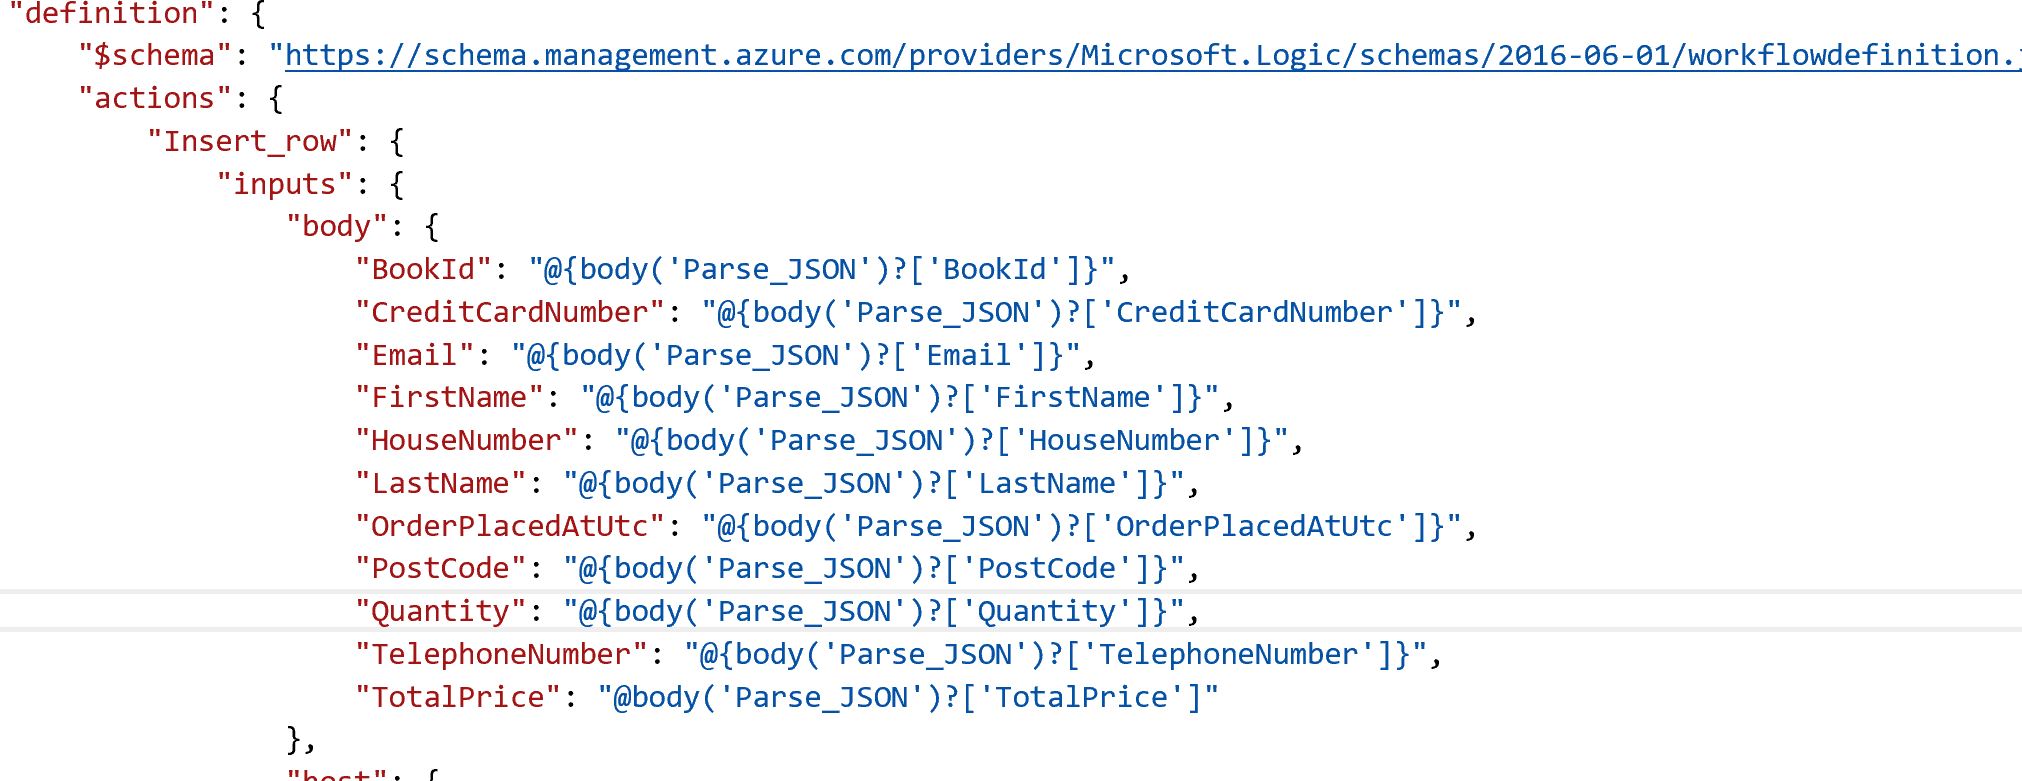 "definition": {
"$schema": "https://schema.management.azure.com/providers/Microsoft.Logic/schemas/2016-06-01/workflowdefinition.
"actions": {
"Insert_row": {
"inputs": {
"body": {
"BookId": "@{body('Parse_JSON')?['BookId']}",
"CreditCardNumber": "@{body('Parse_JSON')?['CreditCardNumber']}",
"Email": "@{body('Parse_JSON')?['Email']}",
"FirstName": "@{body('Parse_JSON')?['FirstName']}",
"HouseNumber": "@{body('Parse_JSON')?['HouseNumber']}",
"LastName": "@{body('Parse_JSON')?['LastName']}",
"OrderPlacedAtUtc": "@{body('Parse_JSON')?['OrderPlacedAtUtc']}",
"PostCode": "@{body('Parse_JSON')?['PostCode']}",
"Quantity": "@{body('Parse_JSON')?['Quantity']}",
"TelephoneNumber": "@{body('Parse_JSON')?['TelephoneNumber']}",
"TotalPrice": "@body('Parse_JSON')?['TotalPrice']"
},
"host": {